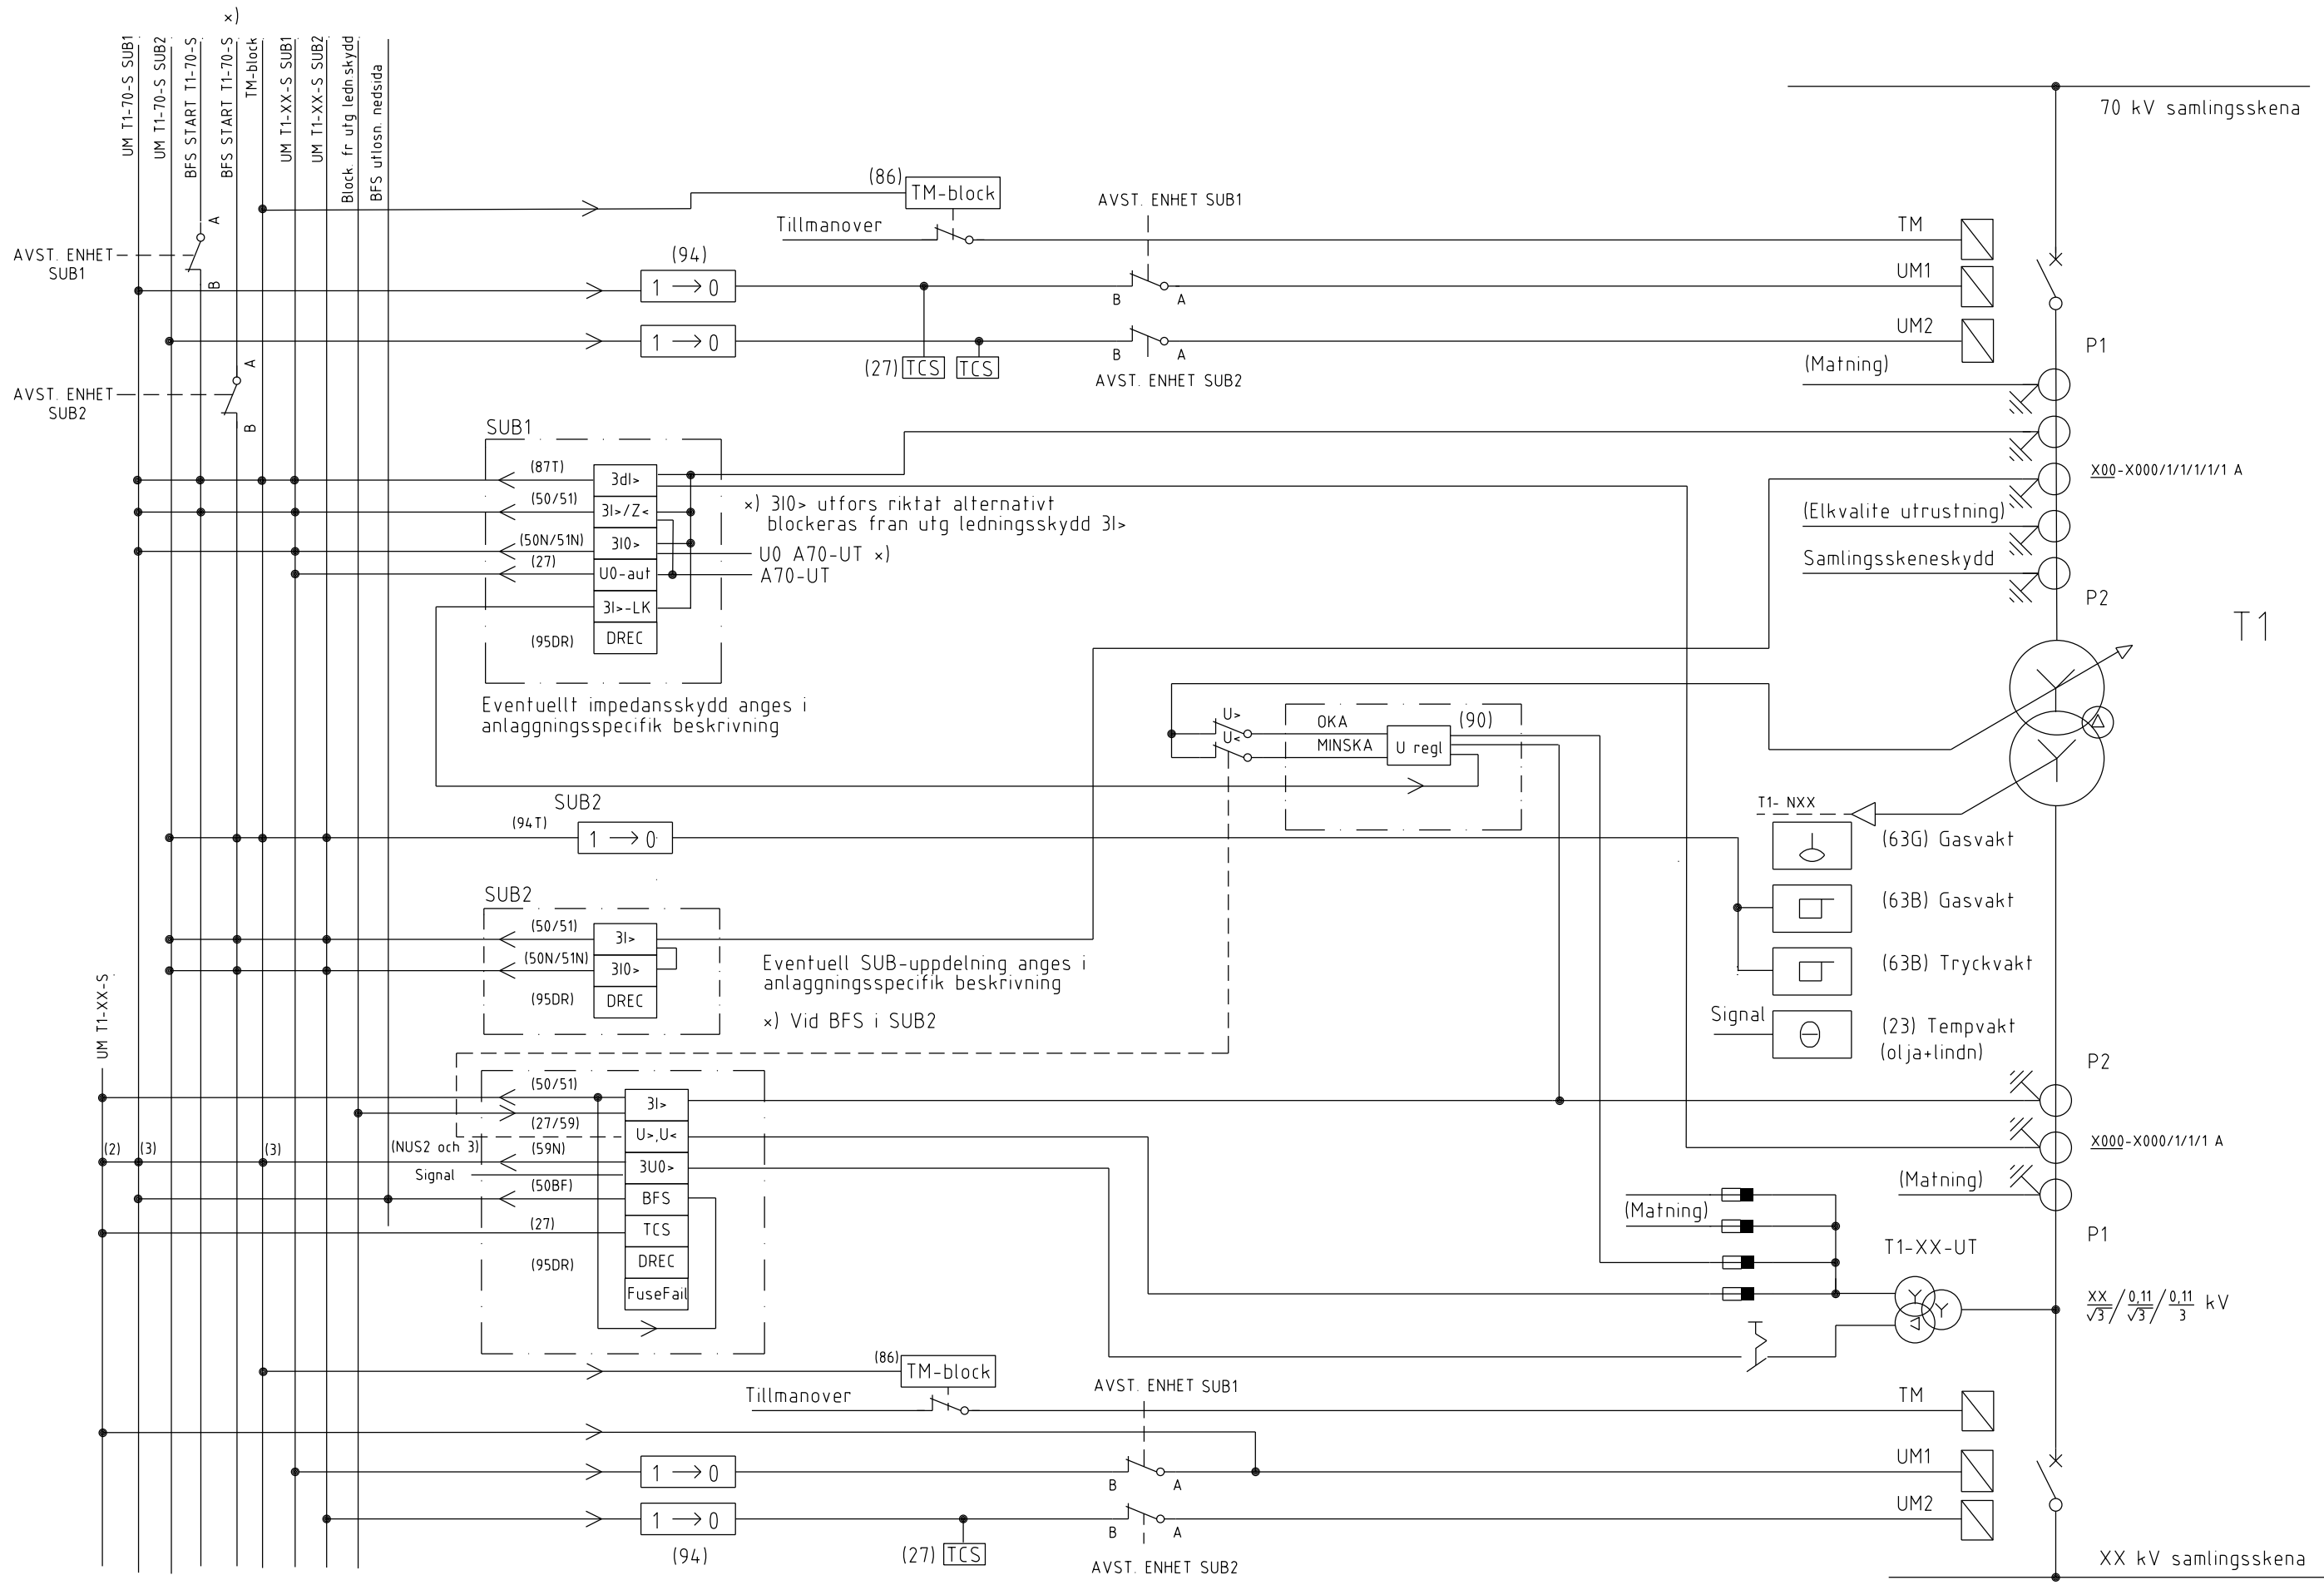 x)
UM T1-70-S SUB1
UM T1-70-S SUB2
BFS START T1-70-S
BFS START T1-70-S
TM-block
UM T1-XX-S SUB1
UM T1-XX-S SUB2
Block. fr utg ledn.skydd
BFS utlosn. nedsida
70 kV samlingsskena
(86)
TM-block
AVST. ENHET SUB1
Tillmanover
TM
A
AVST. ENHET
SUB1
B
(94)
1 → 0
B
A
UM1
1 → 0
B
A
UM2
(27)
TCS
TCS
AVST. ENHET SUB2
P1
(Matning)
A
AVST. ENHET
SUB2
B
SUB1
(87T)
3dI>
(50/51)
3I>/Z<
(50N/51N)
3I0>
(27)
U0-aut
3I>-LK
(95DR)
DREC
x) 3I0> utfors riktat alternativt
blockeras fran utg ledningsskydd 3I>
U0 A70-UT x)
A70-UT
X00-X000/1/1/1/1/1 A
(Elkvalite utrustning)
Samlingsskeneskydd
P2
T1
Eventuellt impedansskydd anges i
anlaggningsspecifik beskrivning
U>
U<
OKA
MINSKA
(90)
U regl
T1- NXX
SUB2
(94T)
1 → 0
(63G) Gasvakt
(63B) Gasvakt
(63B) Tryckvakt
Signal
(23) Tempvakt
(olja+lindn)
SUB2
(50/51)
3I>
(50N/51N)
3I0>
(95DR)
DREC
Eventuell SUB-uppdelning anges i
anlaggningsspecifik beskrivning
x) Vid BFS i SUB2
UM T1-XX-S
P2
(50/51)
3I>
(27/59)
U>,U<
(2)
(3)
(3)
(NUS2 och 3)
(59N)
3U0>
Signal
(50BF)
BFS
(27)
TCS
(95DR)
DREC
FuseFail
X000-X000/1/1/1 A
(Matning)
(Matning)
P1
T1-XX-UT
XX/√3 / 0,11/√3 / 0,11/3 kV
(86)
TM-block
AVST. ENHET SUB1
Tillmanover
TM
1 → 0
B
A
UM1
1 → 0
B
A
UM2
(94)
(27)
TCS
AVST. ENHET SUB2
XX kV samlingsskena